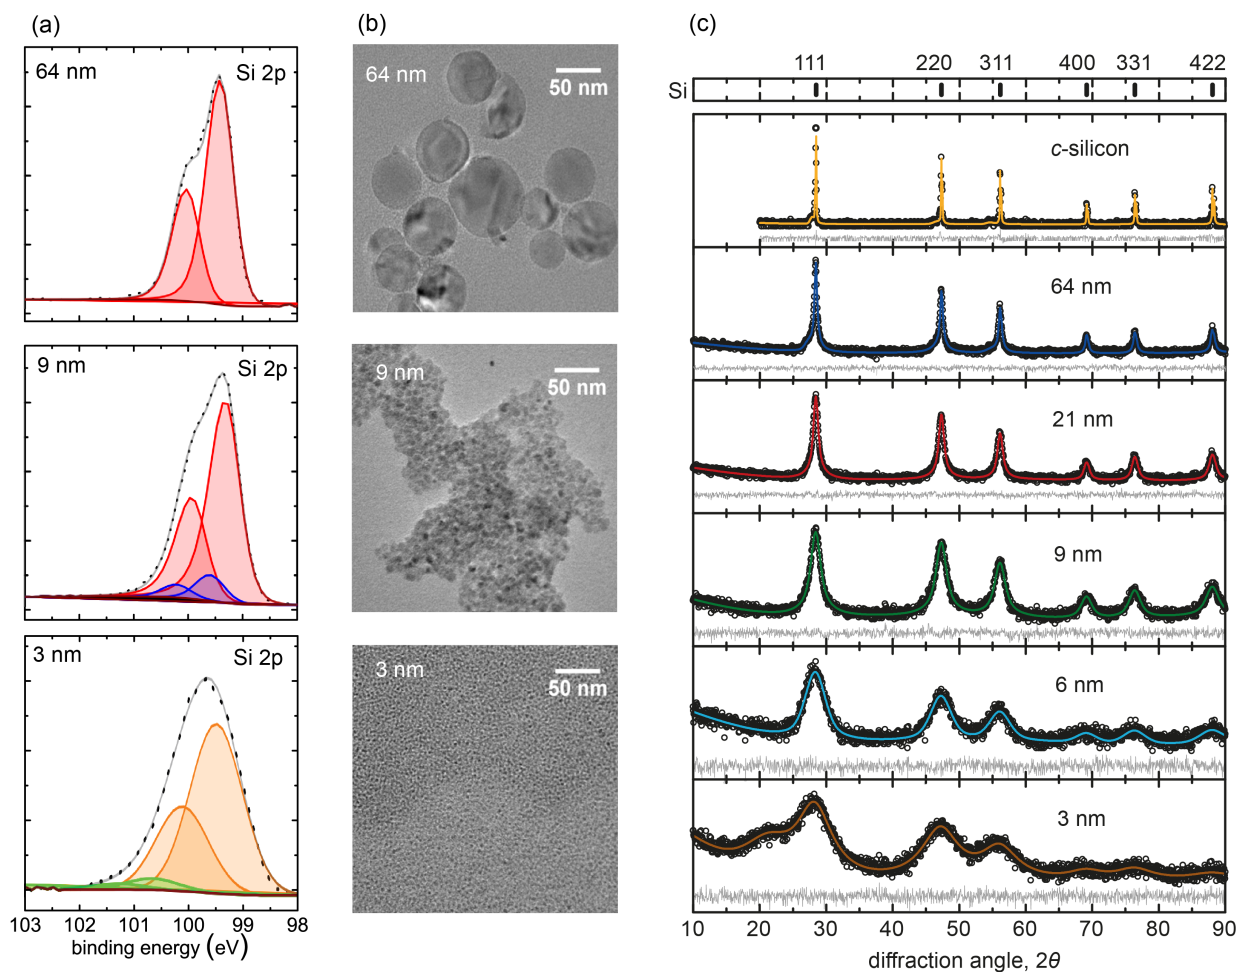 (a)
64 nm
Si 2p
9 nm
Si 2p
3 nm
Si 2p
103 102 101 100 99 98
binding energy (eV)
(b)
64 nm
50 nm
9 nm
50 nm
3 nm
50 nm
(c)
111 220 311 400 331 422
Si
c-silicon
64 nm
21 nm
9 nm
6 nm
3 nm
10 20 30 40 50 60 70 80 90
diffraction angle, 2θ